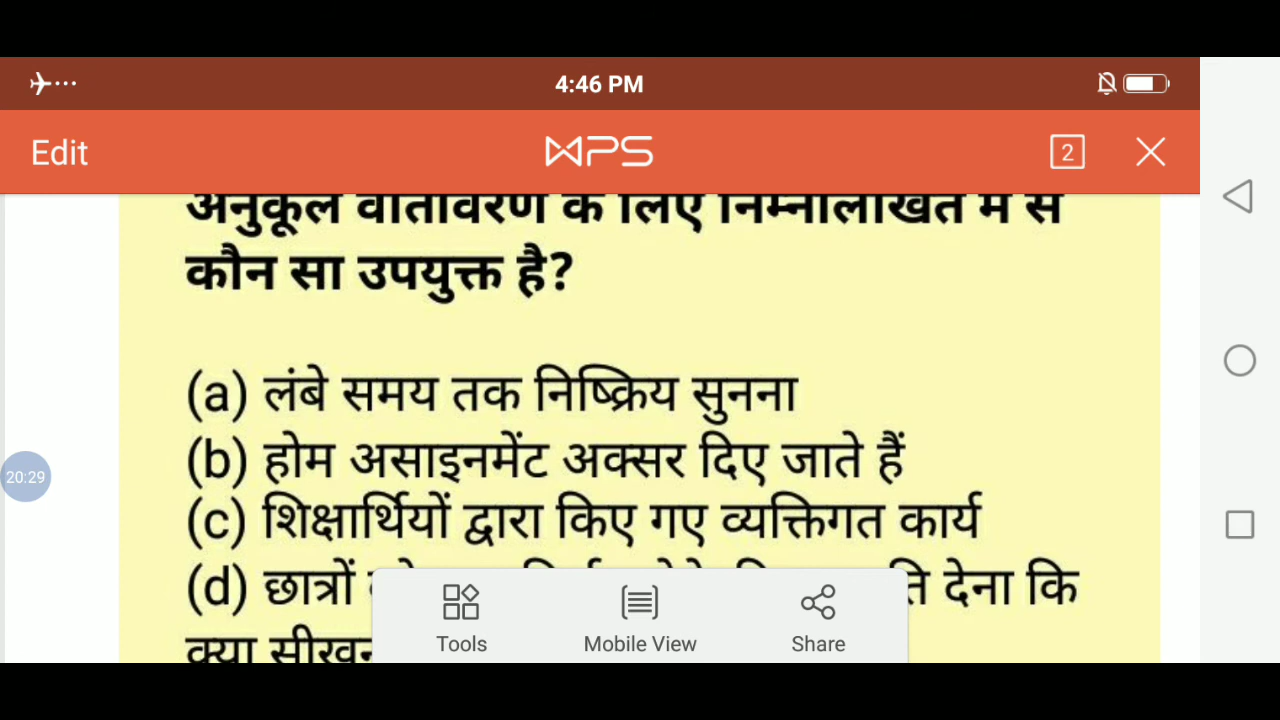 4:46 PM
Edit
WPS
2
अनुकूल वातावरण के लिए निम्नलिखित में से
कौन सा उपयुक्त है?
(a) लंबे समय तक निष्क्रिय सुनना
(b) होम असाइनमेंट अक्सर दिए जाते हैं
(c) शिक्षार्थियों द्वारा किए गए व्यक्तिगत कार्य
(d) छात्रों देना कि
क्या
20:29
Tools
Mobile View
Share